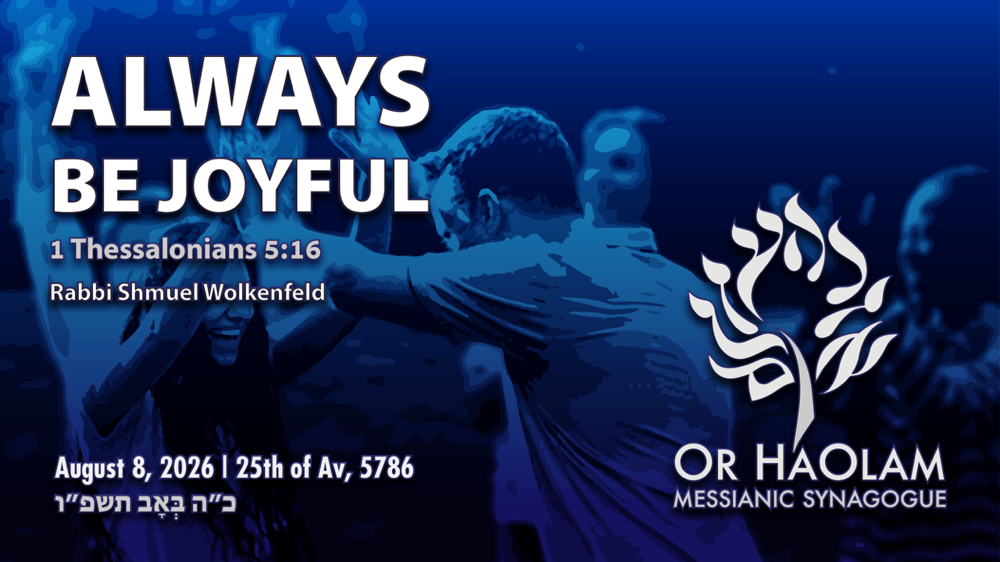 ALWAYS
BE JOYFUL
1 Thessalonians 5:16
Rabbi Shmuel Wolkenfeld
August 8, 2026 | 25th of Av, 5786
כ״ה בְּאָב תשפ״ו
OR HAOLAM
MESSIANIC SYNAGOGUE